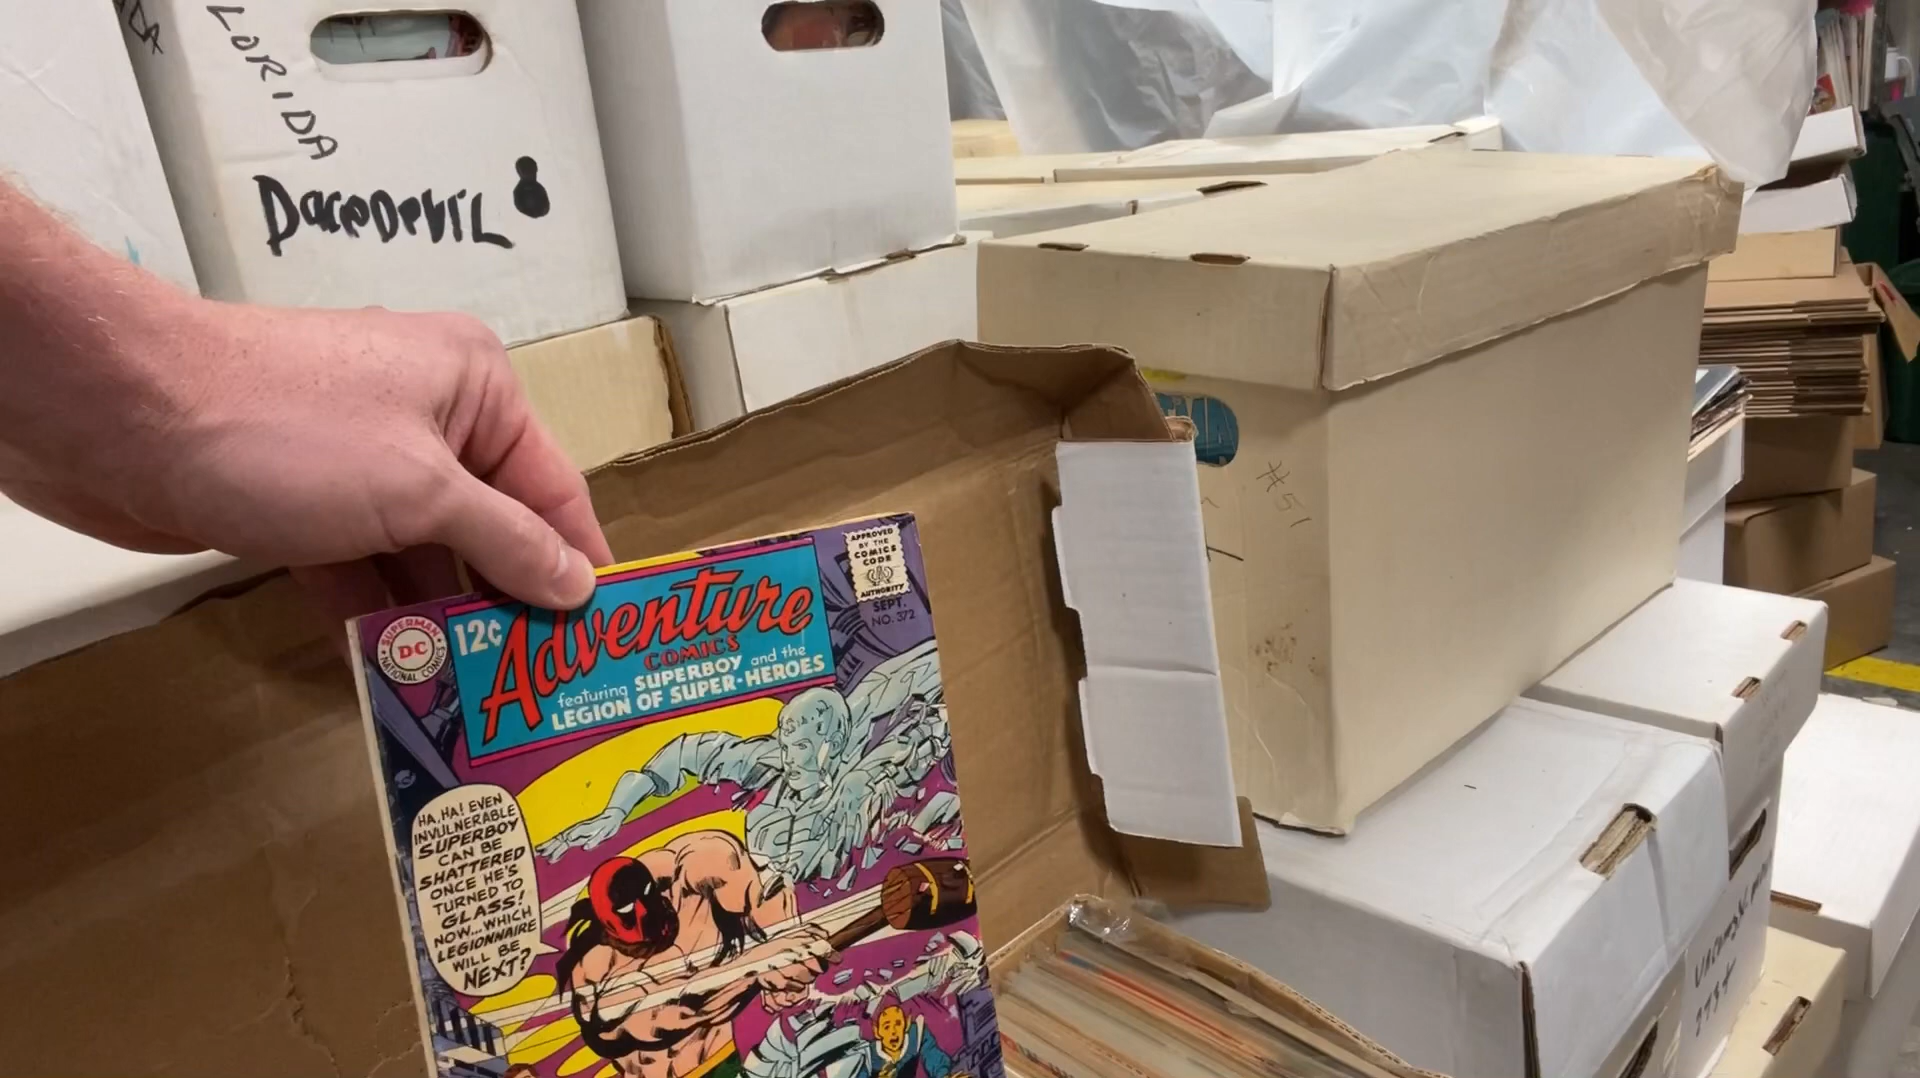 LORIDA
DareDevIL
#51
12¢
Adventure
COMICS
featuring SUPERBOY and the
LEGION OF SUPER-HEROES
SUPERMAN
DC
NATIONAL COMICS
APPROVED
BY THE
COMICS
CODE
AUTHORITY
SEPT.
NO. 372
HA, HA! EVEN
INVULNERABLE
SUPERBOY
CAN BE
SHATTERED
ONCE HE'S
TURNED TO
GLASS!
NOW...WHICH
LEGIONNAIRE
WILL BE
NEXT?